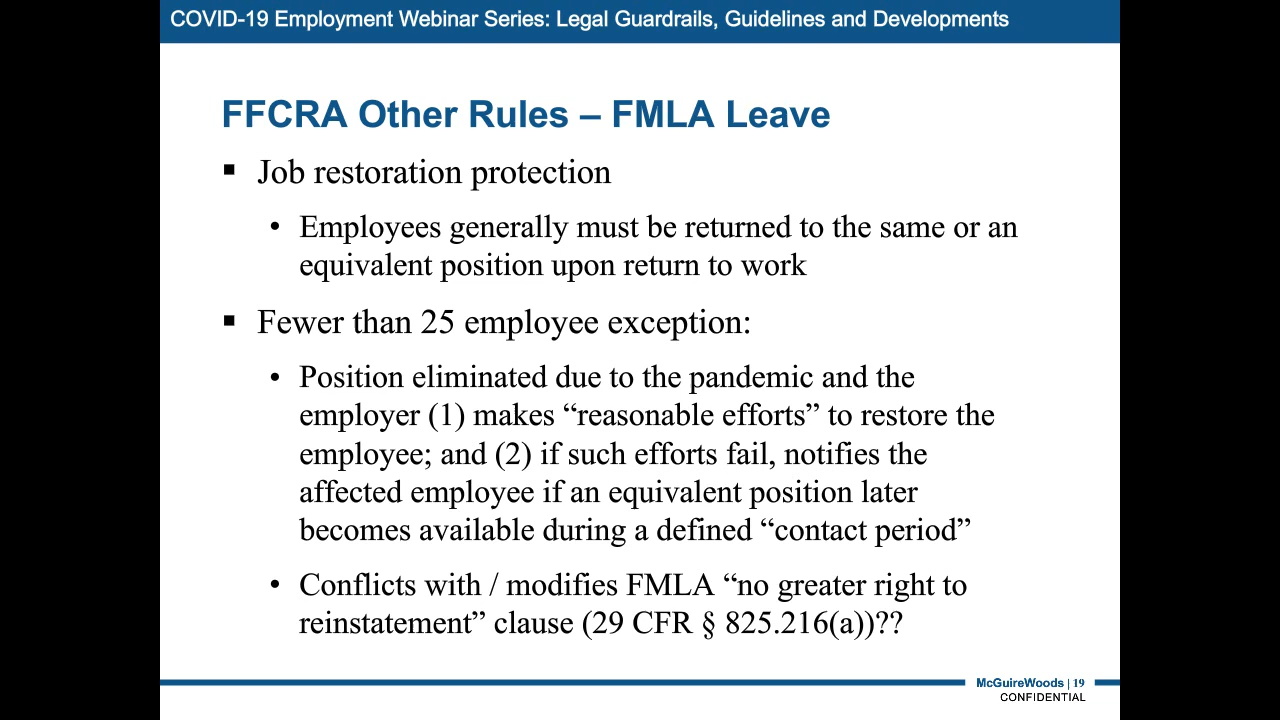 COVID-19 Employment Webinar Series: Legal Guardrails, Guidelines and Developments
FFCRA Other Rules – FMLA Leave
▪ Job restoration protection
• Employees generally must be returned to the same or an
equivalent position upon return to work
▪ Fewer than 25 employee exception:
• Position eliminated due to the pandemic and the
employer (1) makes “reasonable efforts” to restore the
employee; and (2) if such efforts fail, notifies the
affected employee if an equivalent position later
becomes available during a defined “contact period”
• Conflicts with / modifies FMLA “no greater right to
reinstatement” clause (29 CFR § 825.216(a))??
McGuireWoods | 19
CONFIDENTIAL